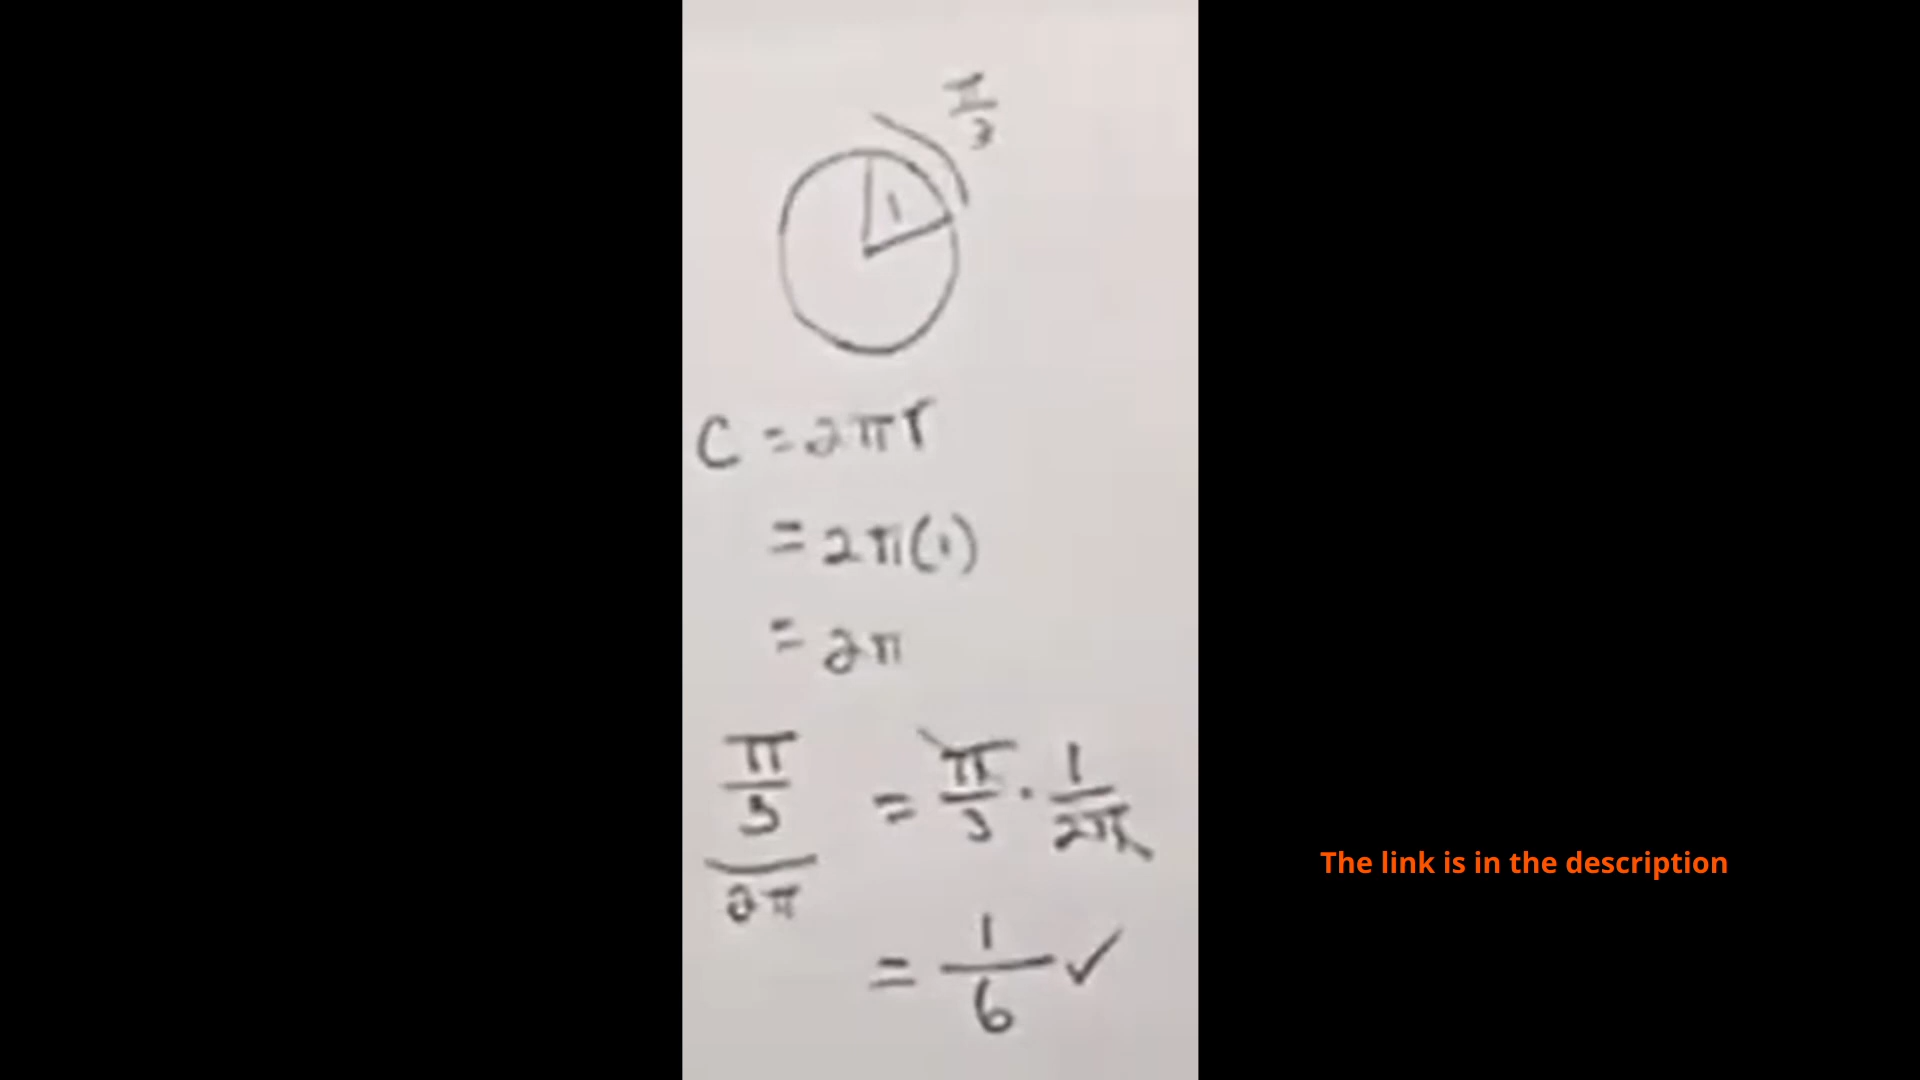 π/3
1
C = 2πr
= 2π(1)
= 2π
π/3 / 2π = π/3 · 1/2π
= 1/6 ✓
The link is in the description